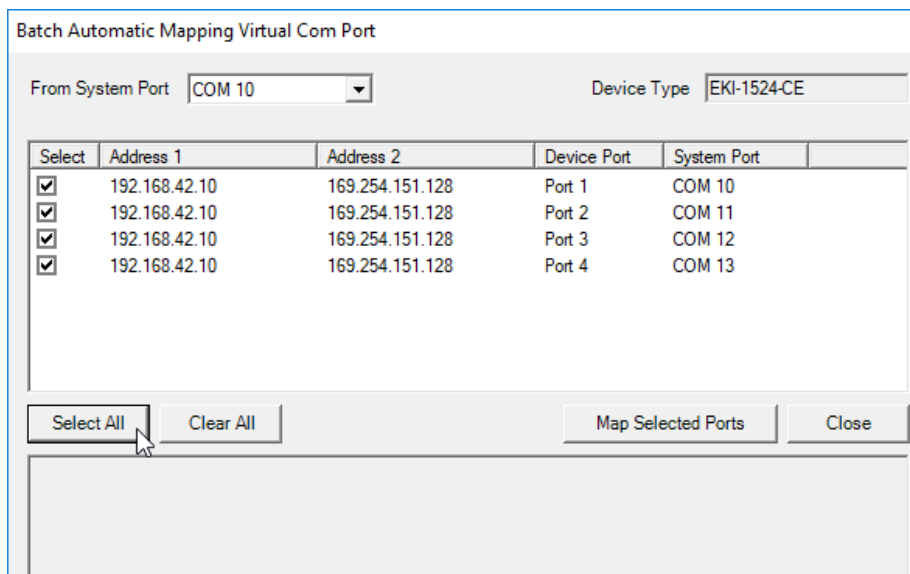 Batch Automatic Mapping Virtual Com Port
From System Port COM 10 Device Type EKI-1524-CE
Select Address 1 Address 2 Device Port System Port
192.168.42.10 169.254.151.128 Port 1 COM 10
192.168.42.10 169.254.151.128 Port 2 COM 11
192.168.42.10 169.254.151.128 Port 3 COM 12
192.168.42.10 169.254.151.128 Port 4 COM 13
Select All Clear All Map Selected Ports Close